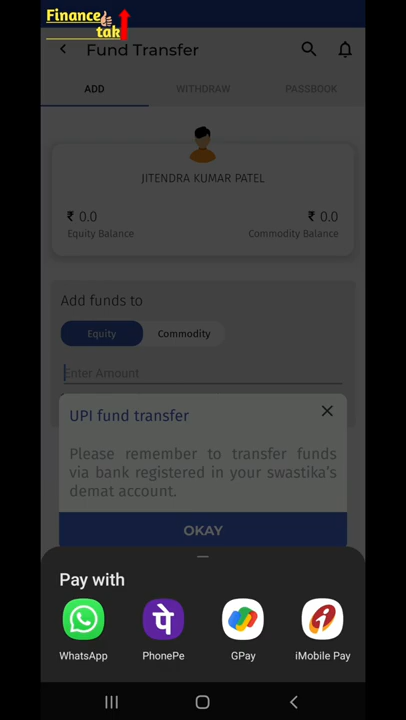 Finance
tak
Fund Transfer
ADD
WITHDRAW
PASSBOOK
JITENDRA KUMAR PATEL
₹ 0.0
₹ 0.0
Equity Balance
Commodity Balance
Add funds to
Equity
Commodity
Enter Amount
UPI fund transfer
Please remember to transfer funds
via bank registered in your swastika's
demat account.
OKAY
Pay with
पे
WhatsApp
PhonePe
GPay
iMobile Pay